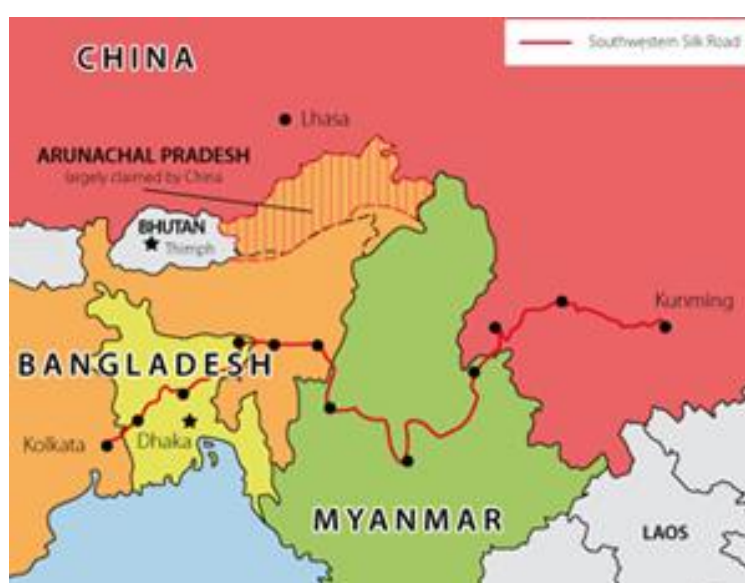 Southwestern Silk Road
CHINA
Lhasa
ARUNACHAL PRADESH
largely claimed by China
BHUTAN
Thimph
Kunming
BANGLADESH
Kolkata
Dhaka
MYANMAR
LAOS